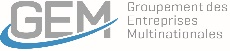 GEM
Groupement des
Entreprises
Multinationales